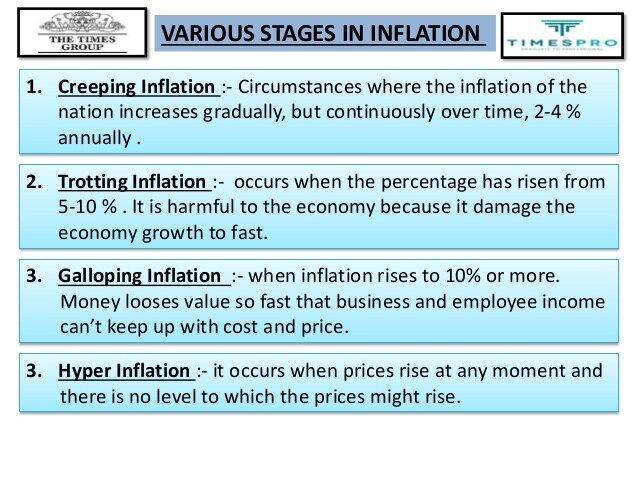 THE TIMES
GROUP
VARIOUS STAGES IN INFLATION
TIMESPRO
1. Creeping Inflation :- Circumstances where the inflation of the
nation increases gradually, but continuously over time, 2-4 %
annually .
2. Trotting Inflation :- occurs when the percentage has risen from
5-10 % . It is harmful to the economy because it damage the
economy growth to fast.
3. Galloping Inflation :- when inflation rises to 10% or more.
Money looses value so fast that business and employee income
can’t keep up with cost and price.
3. Hyper Inflation :- it occurs when prices rise at any moment and
there is no level to which the prices might rise.